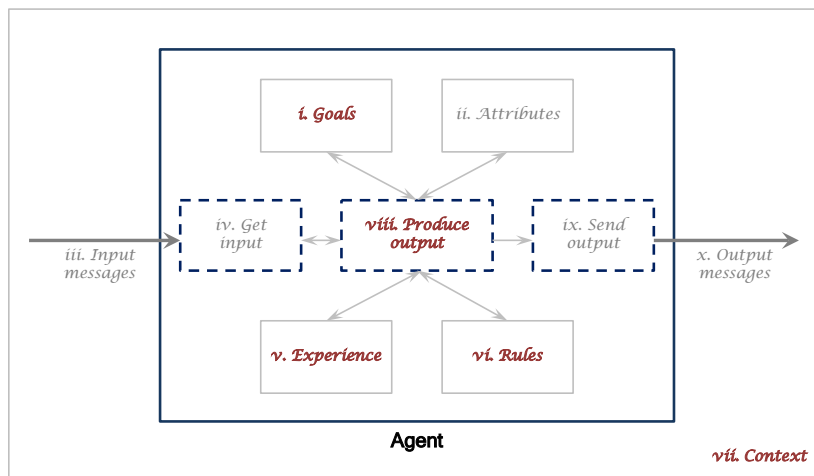 i. Goals
ii. Attributes
iv. Get
input
viii. Produce
output
ix. Send
output
iii. Input
messages
x. Output
messages
v. Experience
vi. Rules
Agent
vii. Context